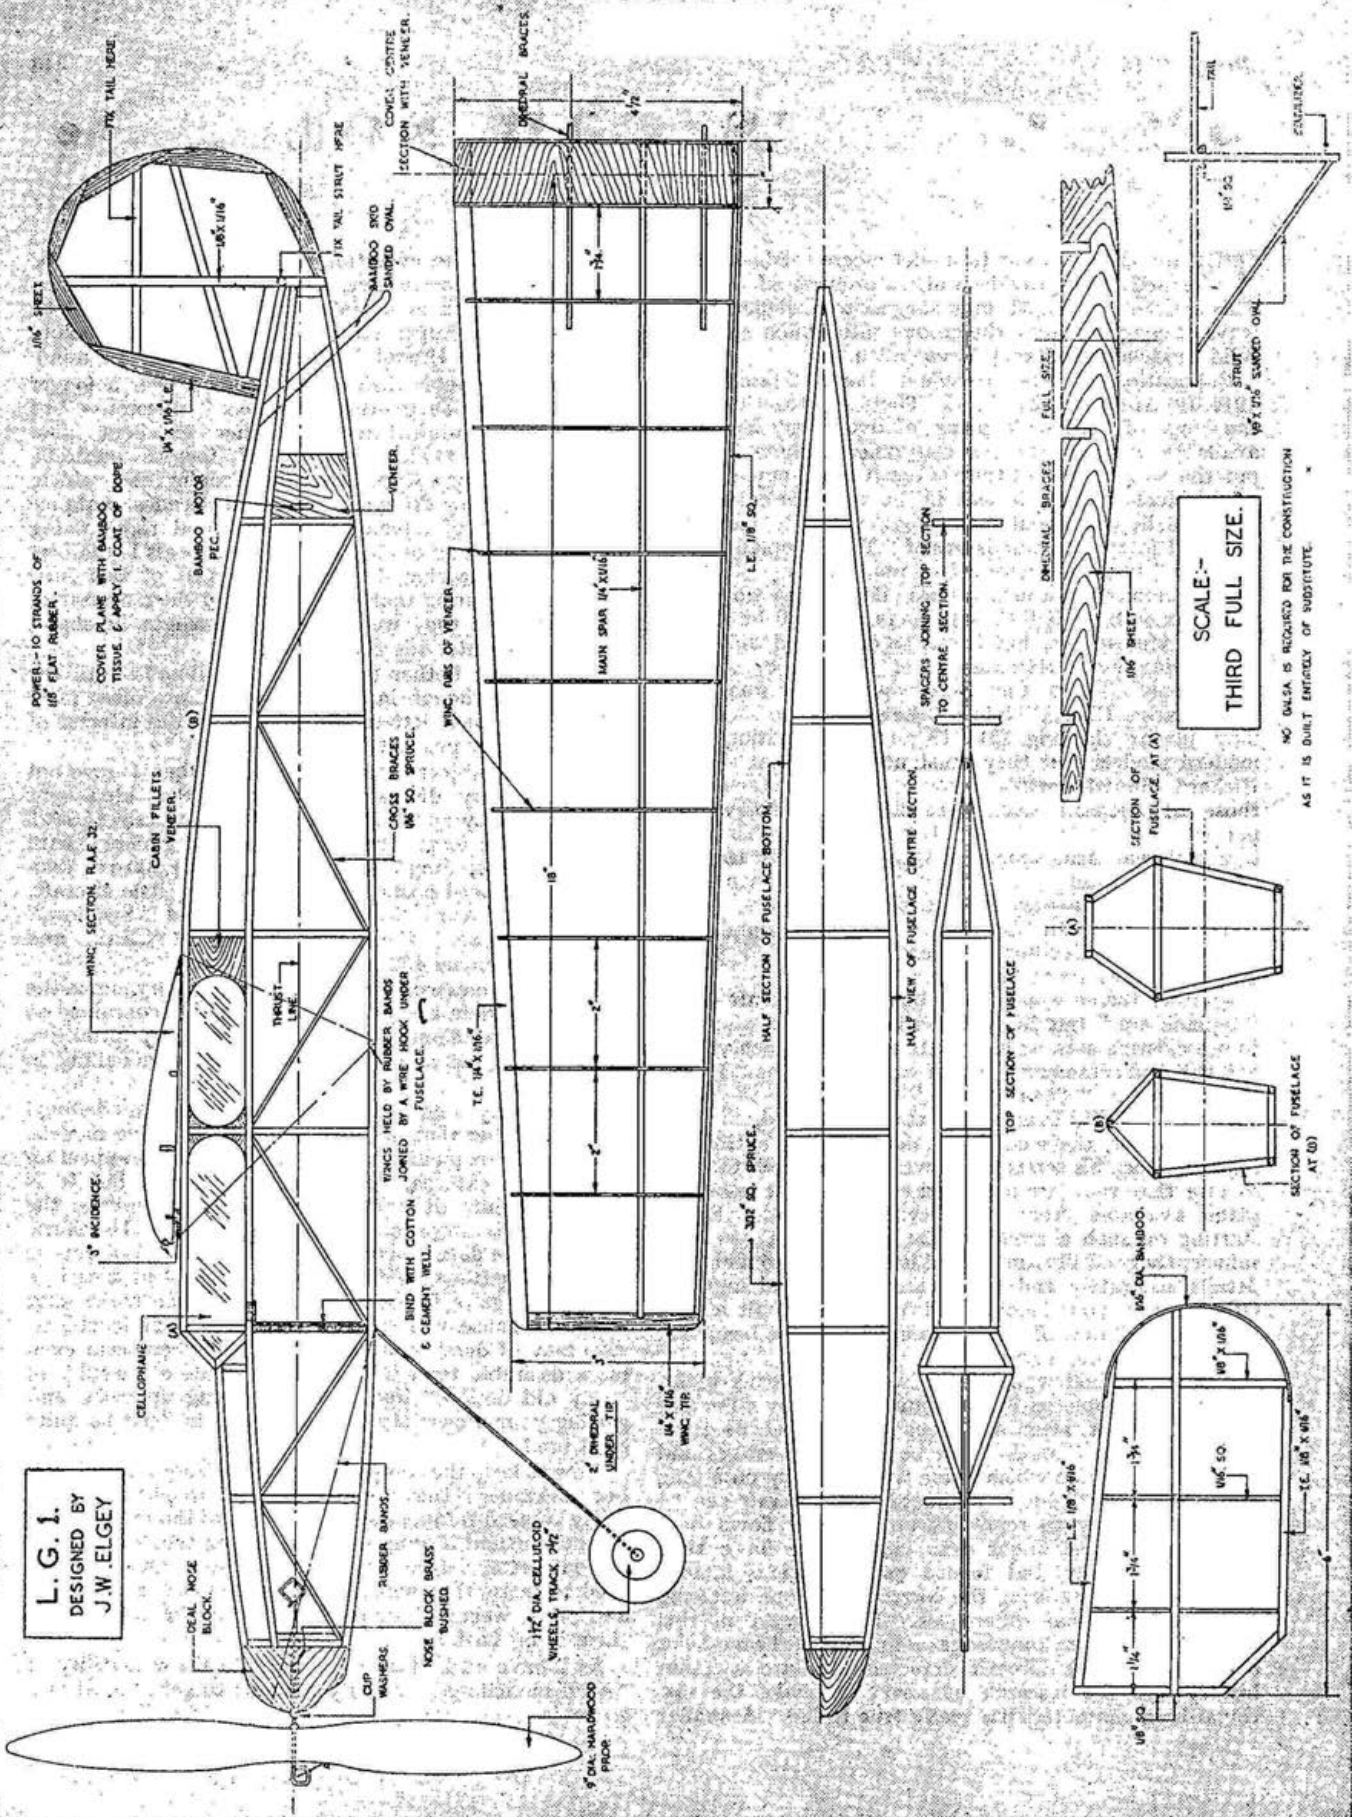 L. G. 1.
DESIGNED BY
J.W. ELGEY
DEAL NOSE
BLOCK.
CUP
WASHERS.
NOSE BLOCK BRASS
BUSHED.
9" DIA. HARDWOOD
PROP.
RUBBER BANDS.
CELLOPHANE
(A)
3° INCIDENCE.
WING SECTION R.A.F. 32.
CABIN FILLETS
VENEER.
(B)
POWER:- 10 STRANDS OF
1/8" FLAT RUBBER.
COVER PLANE WITH BAMBOO
TISSUE & APPLY 1 COAT OF DOPE
BAMBOO MOTOR
PEG.
VENEER.
1/4" X 1/16" L.E.
1/16" SHEET
FIX TAIL HERE.
1/8 X 1/16"
FIX TAIL STRUT HERE
BAMBOO SKID
SANDED OVAL.
THRUST
LINE.
CROSS BRACES
1/16" SQ. SPRUCE.
WINGS HELD BY RUBBER BANDS
JOINED BY A WIRE HOOK UNDER
FUSELAGE.
BIND WITH COTTON
& CEMENT WELL.
1 1/2" DIA. CELLULOID
WHEELS, TRACK 7 1/2"
2" DIHEDRAL
UNDER TIP
1/4 X 1/16"
WING TIP.
3"
T.E. 1/4" X 1/16"
2"
2"
18"
WING RIBS OF VENEER
MAIN SPAR 1/4" X 1/16"
L.E. 1/8" SQ.
1 3/4"
1"
4 1/2"
COVER CENTRE
SECTION WITH VENEER.
DIHEDRAL BRACES.
3/32" SQ. SPRUCE.
HALF SECTION OF FUSELAGE BOTTOM.
HALF VIEW OF FUSELAGE CENTRE SECTION.
SPACERS JOINING TOP SECTION
TO CENTRE SECTION.
TOP SECTION OF FUSELAGE
L.E. 1/8" X 1/16"
1/16" DIA. BAMBOO.
1/8" X 1/16"
1/16" SQ.
T.E. 1/8" X 1/16"
1 3/4"
1 3/4"
1 1/4"
6"
1/8" SQ
(B)
SECTION OF FUSELAGE
AT (B)
(A)
SECTION OF
FUSELAGE AT (A)
DIHEDRAL BRACES
FULL SIZE.
1/16" SHEET
STRUT
1/8" X 1/16" SANDED OVAL
1/8" SQ
TAIL
SCALE:-
THIRD FULL SIZE.
NO BALSA IS REQUIRED FOR THE CONSTRUCTION
AS IT IS BUILT ENTIRELY OF SUBSTITUTE.